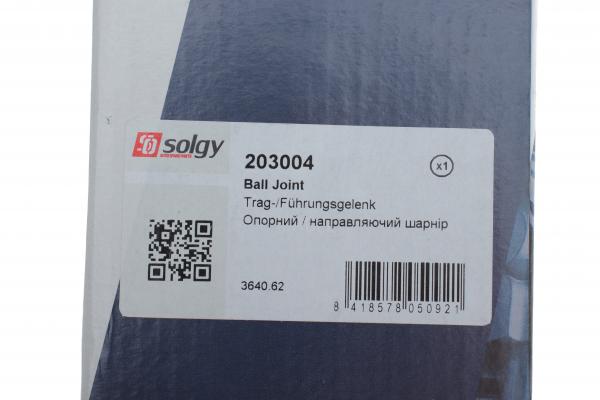 solgy
203004
x1
Ball Joint
Trag-/Führungsgelenk
Опорний / направляючий шарнір
3640.62
8 418578 050921